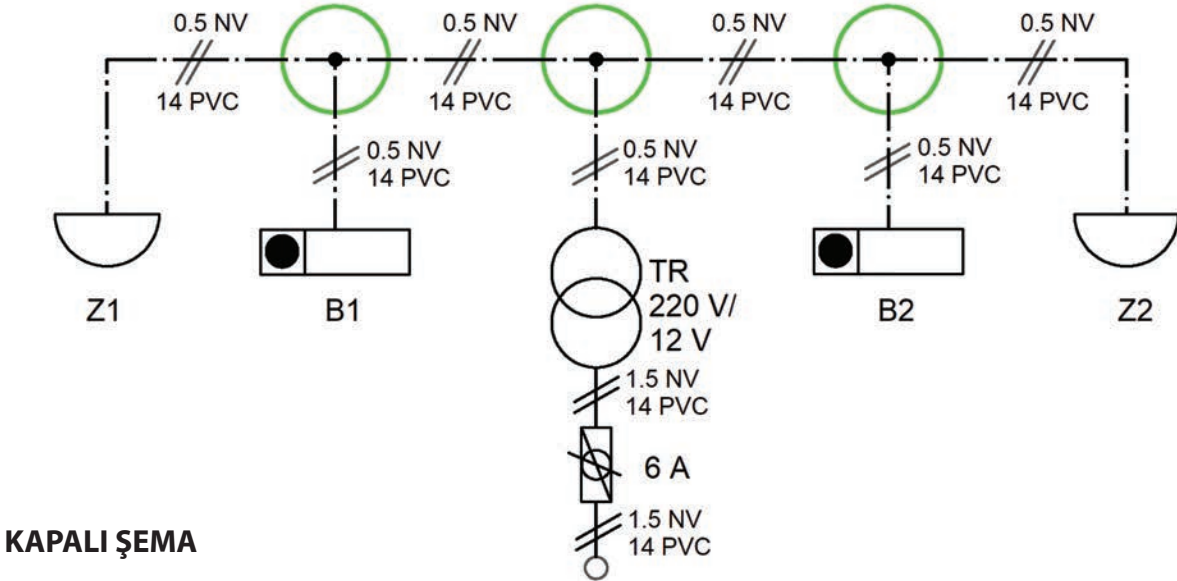 0.5 NV
0.5 NV
0.5 NV
0.5 NV
14 PVC
14 PVC
14 PVC
14 PVC
0.5 NV
14 PVC
0.5 NV
14 PVC
0.5 NV
14 PVC
Z1
B1
TR
220 V/
12 V
B2
Z2
1.5 NV
14 PVC
6 A
1.5 NV
14 PVC
KAPALI ŞEMA